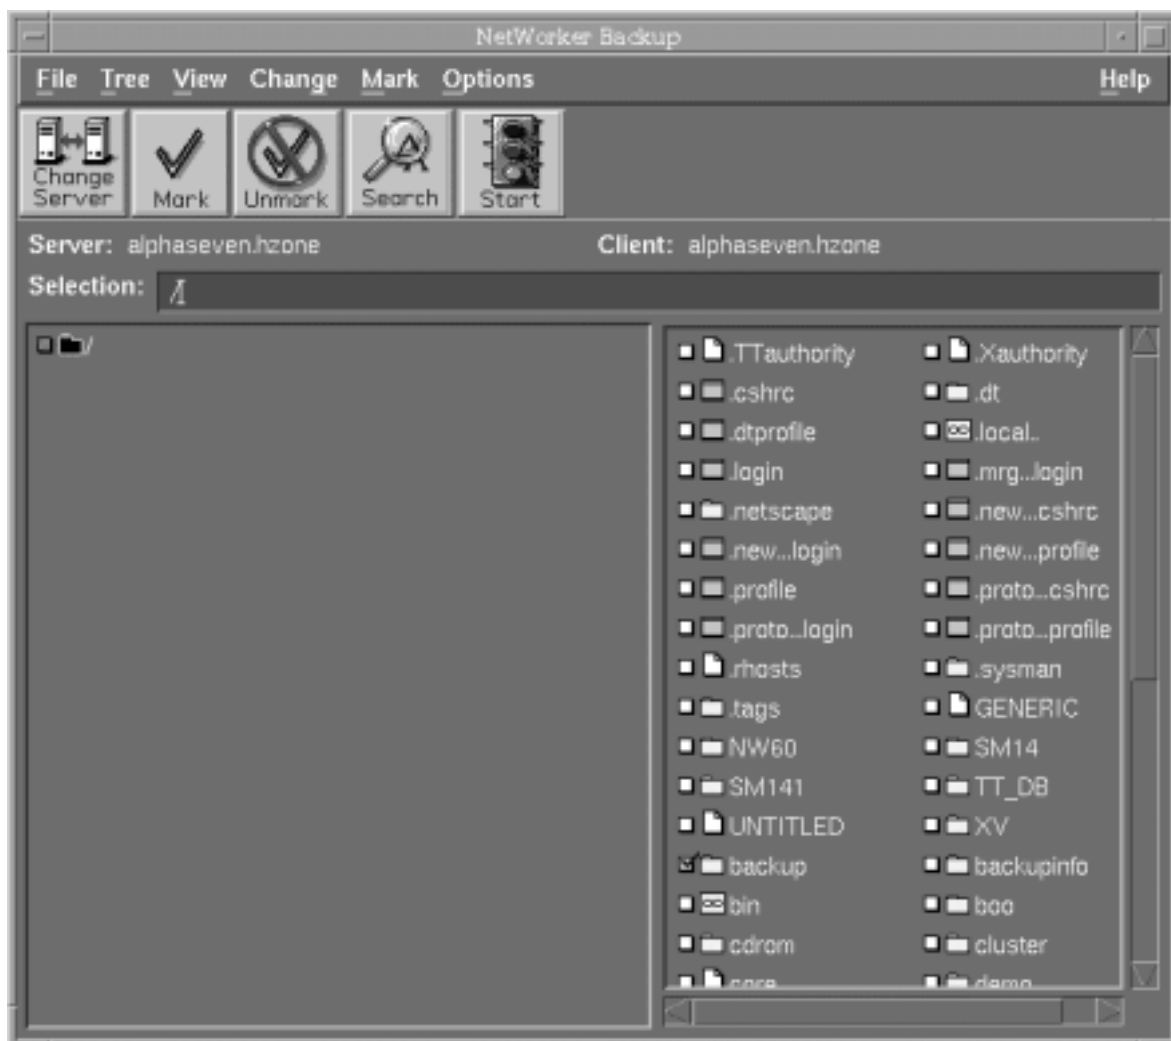 NetWorker Backup
File Tree View Change Mark Options Help
Change Server
Mark
Unmark
Search
Start
Server: alphaseven.hzone Client: alphaseven.hzone
Selection: /
/
.TTauthority .Xauthority
.cshrc .dt
.dtprofile .local..
.login .mrg...login
.netscape .new...cshrc
.new...login .new...profile
.profile .proto...cshrc
.proto...login .proto...profile
.rhosts .sysman
.tags GENERIC
NW60 SM14
SM141 TT_DB
UNTITLED XV
backup backupinfo
bin boo
cdrom cluster
core demo